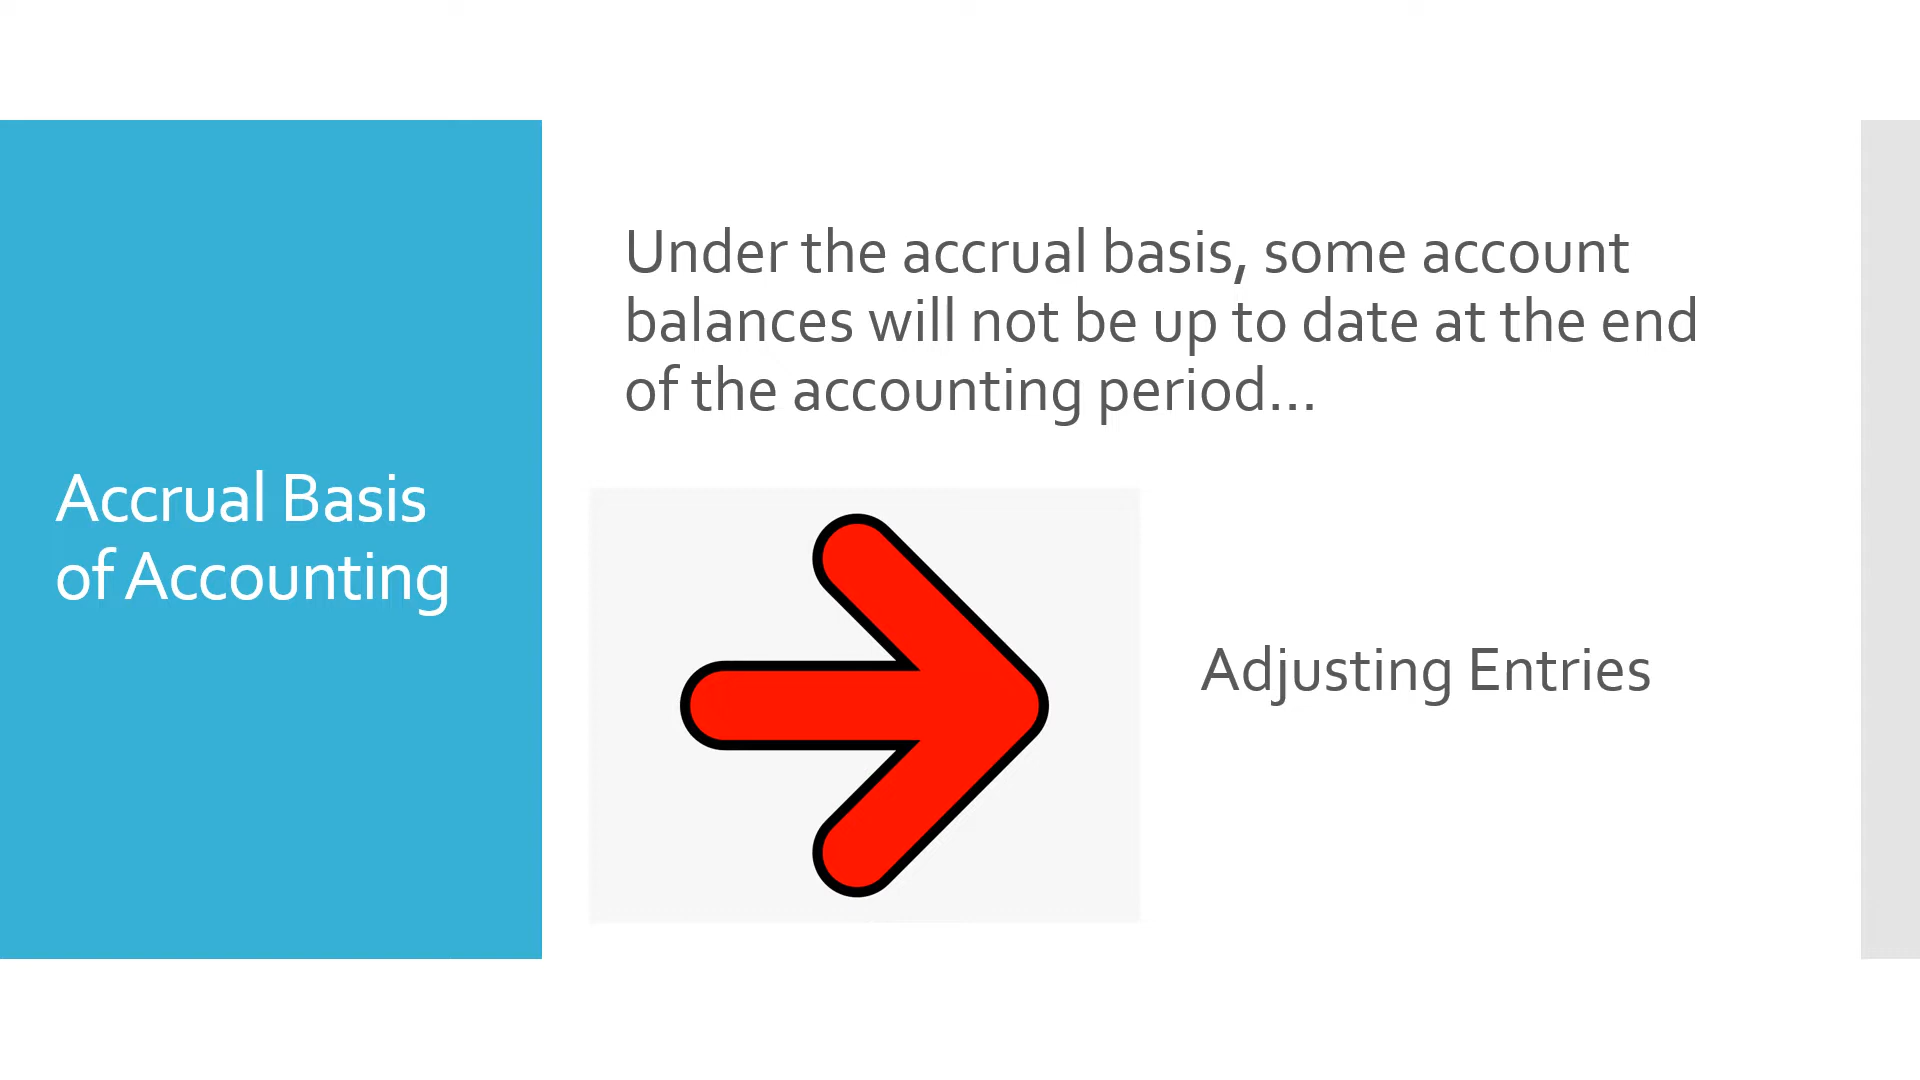 Accrual Basis
of Accounting
Under the accrual basis, some account
balances will not be up to date at the end
of the accounting period...
Adjusting Entries